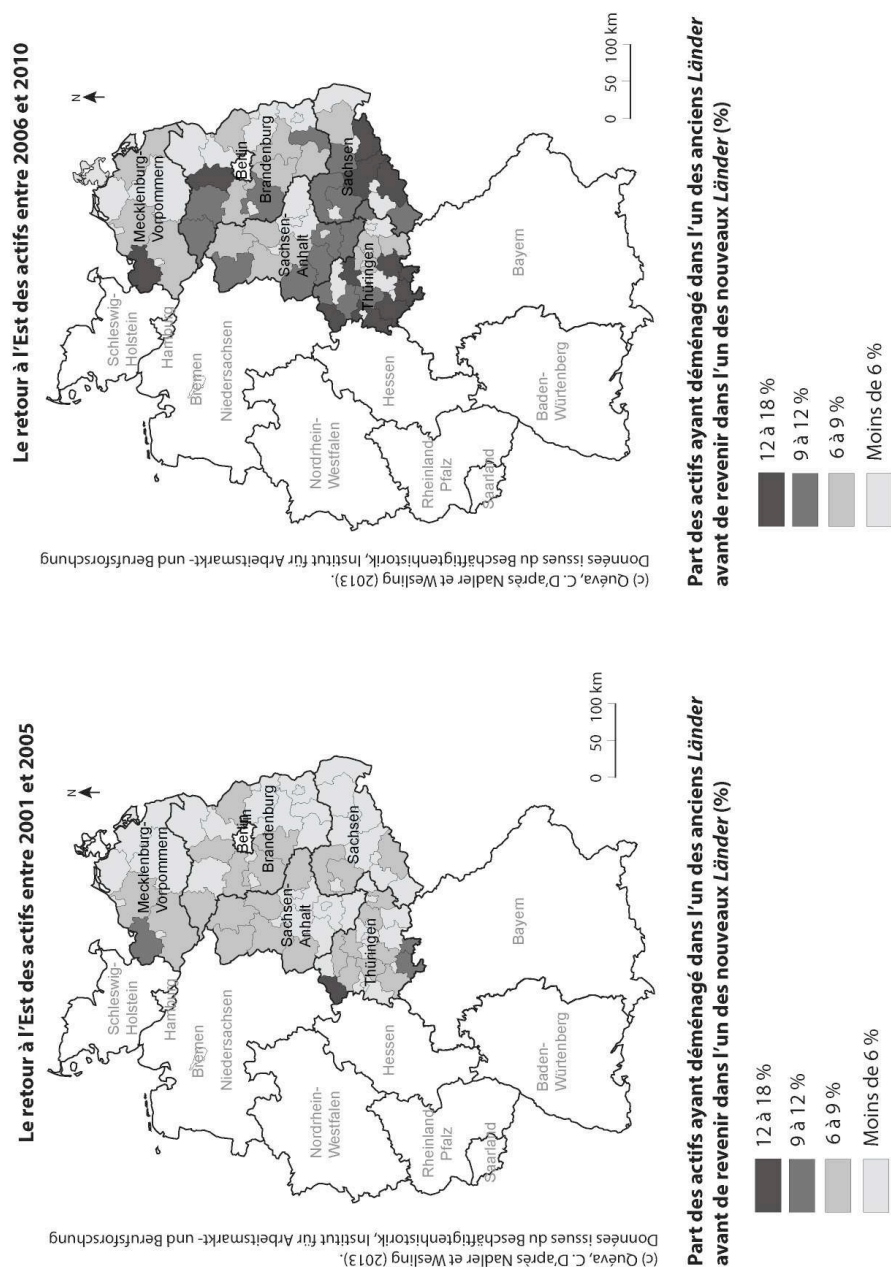 Le retour à l'Est des actifs entre 2001 et 2005
N
Schleswig-
Holstein
Hamburg
Mecklenburg-
Vorpommern
Bremen
Niedersachsen
Berlin
Brandenburg
Sachsen-
Anhalt
Nordrhein-
Westfalen
Hessen
Thüringen
Sachsen
Rheinland
Pfalz
Saarland
Bayern
Baden-
Würtenberg
0 50 100 km
(c) Quéva, C. D'après Nadler et Wesling (2013).
Données issues du Beschäftigtenhistorik, Institut für Arbeitsmarkt- und Berufsforschung
Part des actifs ayant déménagé dans l'un des anciens Länder
avant de revenir dans l'un des nouveaux Länder (%)
12 à 18 %
9 à 12 %
6 à 9 %
Moins de 6 %
Le retour à l'Est des actifs entre 2006 et 2010
N
Schleswig-
Holstein
Hamburg
Mecklenburg-
Vorpommern
Bremen
Niedersachsen
Berlin
Brandenburg
Sachsen-
Anhalt
Nordrhein-
Westfalen
Hessen
Thüringen
Sachsen
Rheinland
Pfalz
Saarland
Bayern
Baden-
Würtenberg
0 50 100 km
(c) Quéva, C. D'après Nadler et Wesling (2013).
Données issues du Beschäftigtenhistorik, Institut für Arbeitsmarkt- und Berufsforschung
Part des actifs ayant déménagé dans l'un des anciens Länder
avant de revenir dans l'un des nouveaux Länder (%)
12 à 18 %
9 à 12 %
6 à 9 %
Moins de 6 %